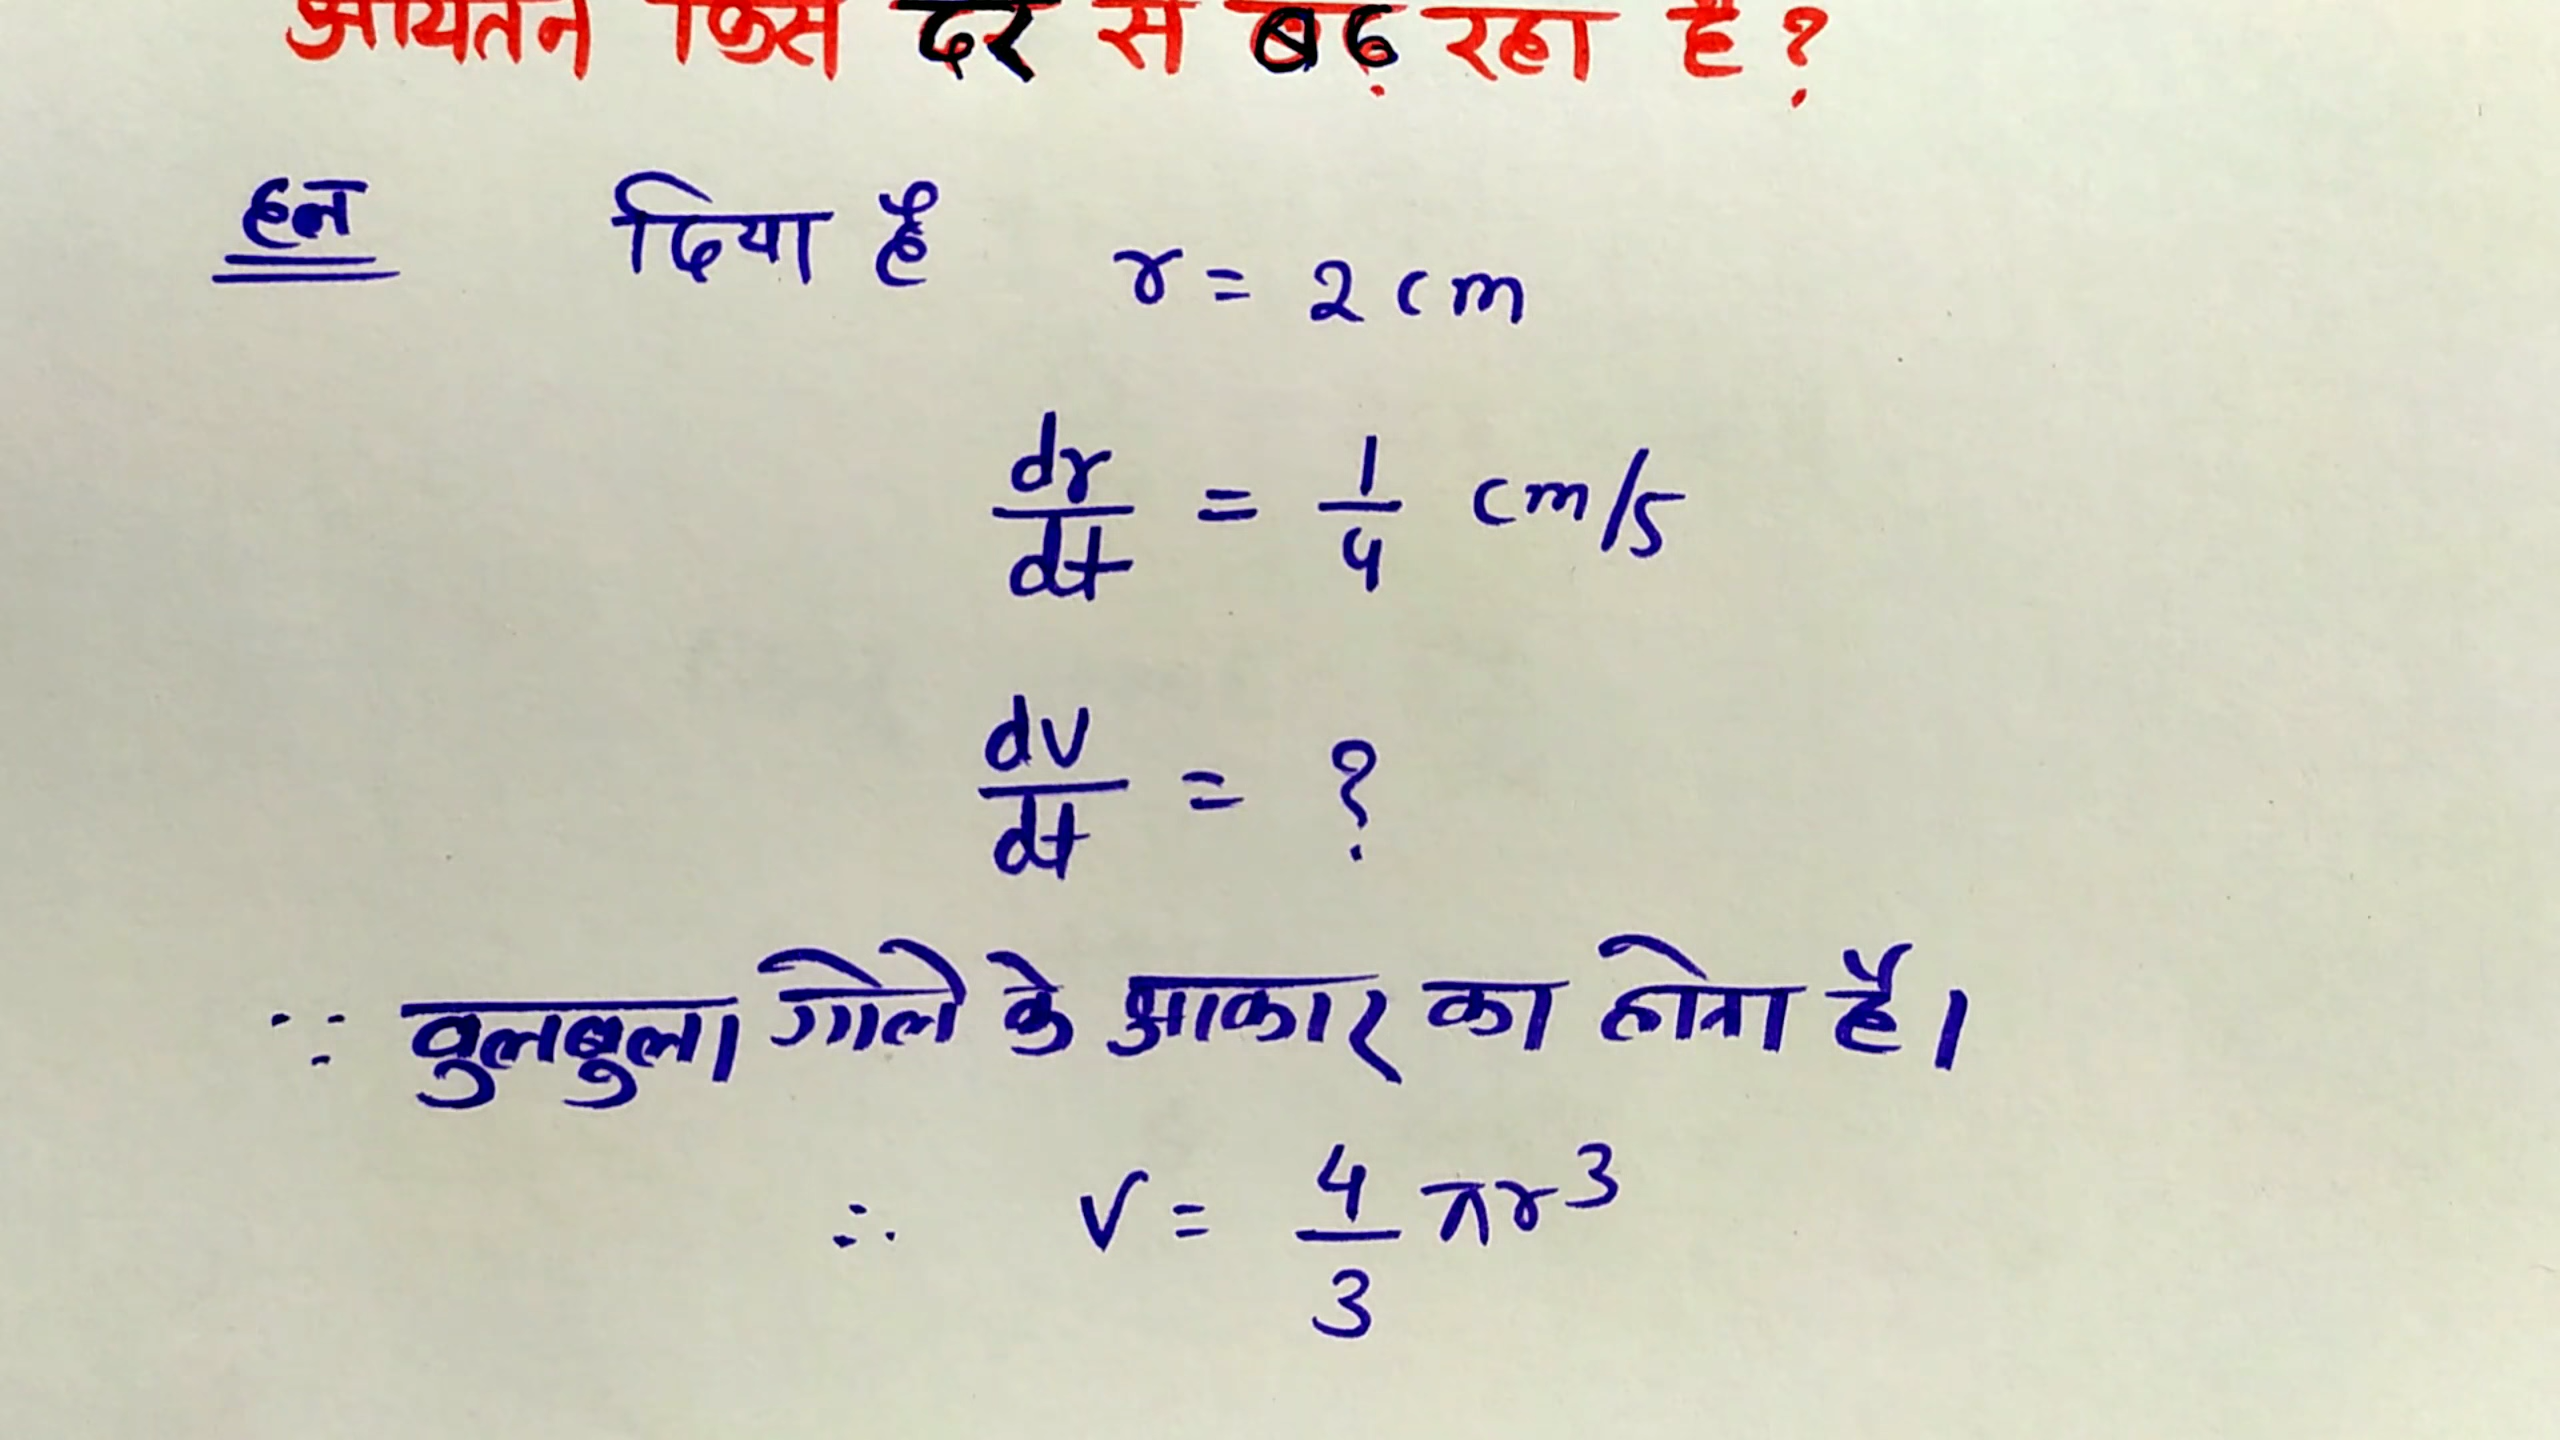 आयतन किस दर से बढ़ रहा है?
हल दिया है r = 2 cm
dr/dt = 1/4 cm/s
dv/dt = ?
∵ वुलबुला गोले के आकार का होता है।
∴ V = 4/3 πr³